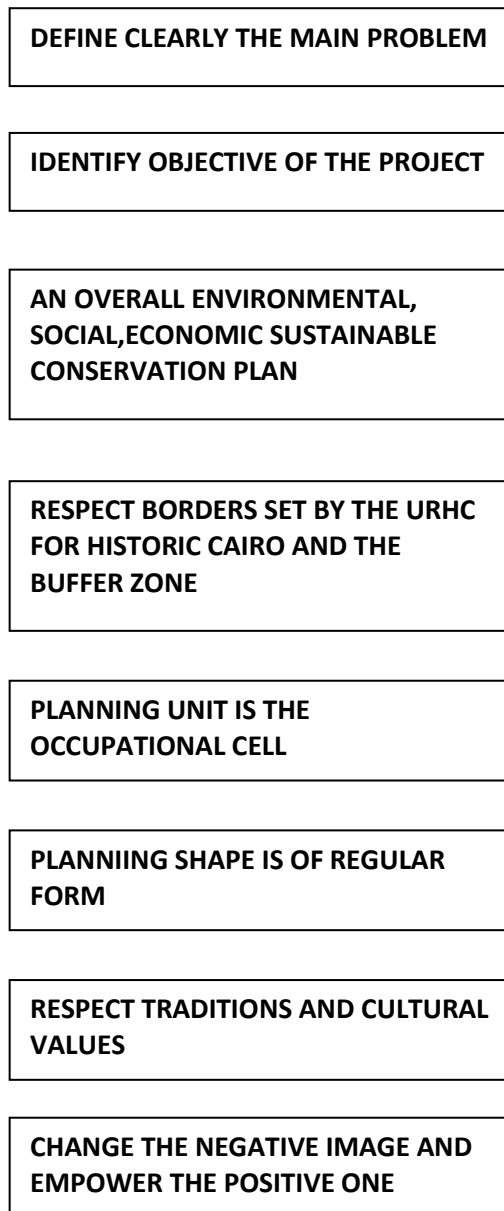 DEFINE CLEARLY THE MAIN PROBLEM
IDENTIFY OBJECTIVE OF THE PROJECT
AN OVERALL ENVIRONMENTAL,
SOCIAL,ECONOMIC SUSTAINABLE
CONSERVATION PLAN
RESPECT BORDERS SET BY THE URHC
FOR HISTORIC CAIRO AND THE
BUFFER ZONE
PLANNING UNIT IS THE
OCCUPATIONAL CELL
PLANNIING SHAPE IS OF REGULAR
FORM
RESPECT TRADITIONS AND CULTURAL
VALUES
CHANGE THE NEGATIVE IMAGE AND
EMPOWER THE POSITIVE ONE